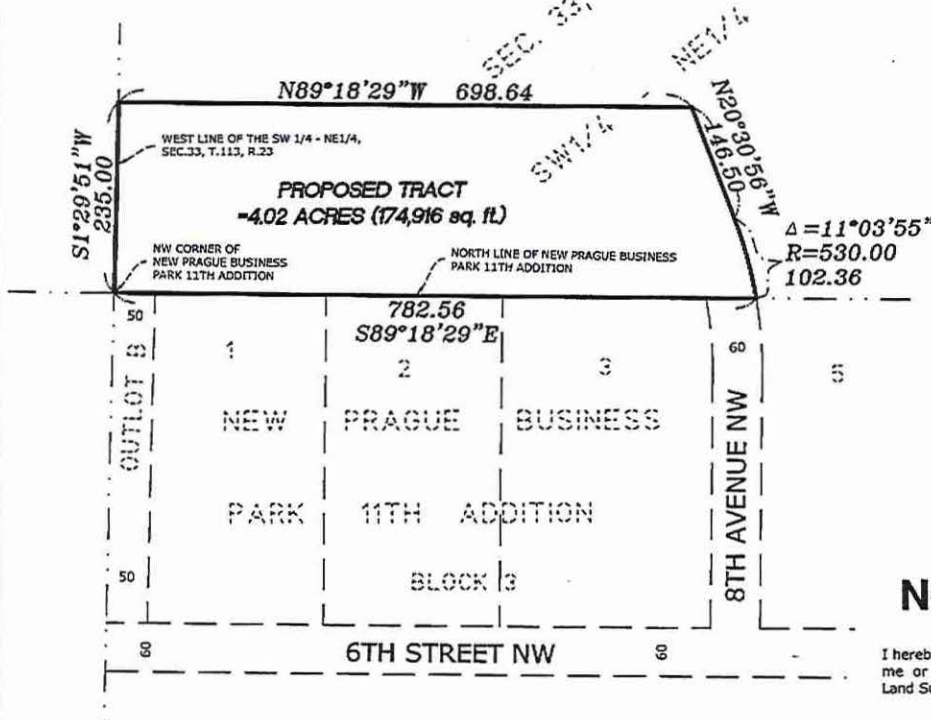 SEC. 33,
NE1/4
SW1/4
N89°18'29"W 698.64
N20°30'56"W
146.50
S1°29'51"W
235.00
WEST LINE OF THE SW 1/4 - NE1/4,
SEC.33, T.113, R.23
PROPOSED TRACT
=4.02 ACRES (174,916 sq. ft.)
Δ=11°03'55"
R=530.00
102.36
NW CORNER OF
NEW PRAGUE BUSINESS
PARK 11TH ADDITION
NORTH LINE OF NEW PRAGUE BUSINESS
PARK 11TH ADDITION
782.56
S89°18'29"E
50
1
2
3
60
5
OUTLOT B
NEW PRAGUE BUSINESS
PARK 11TH ADDITION
BLOCK 3
8TH AVENUE NW
50
60
6TH STREET NW
60
N
I hereb
me or
Land Su